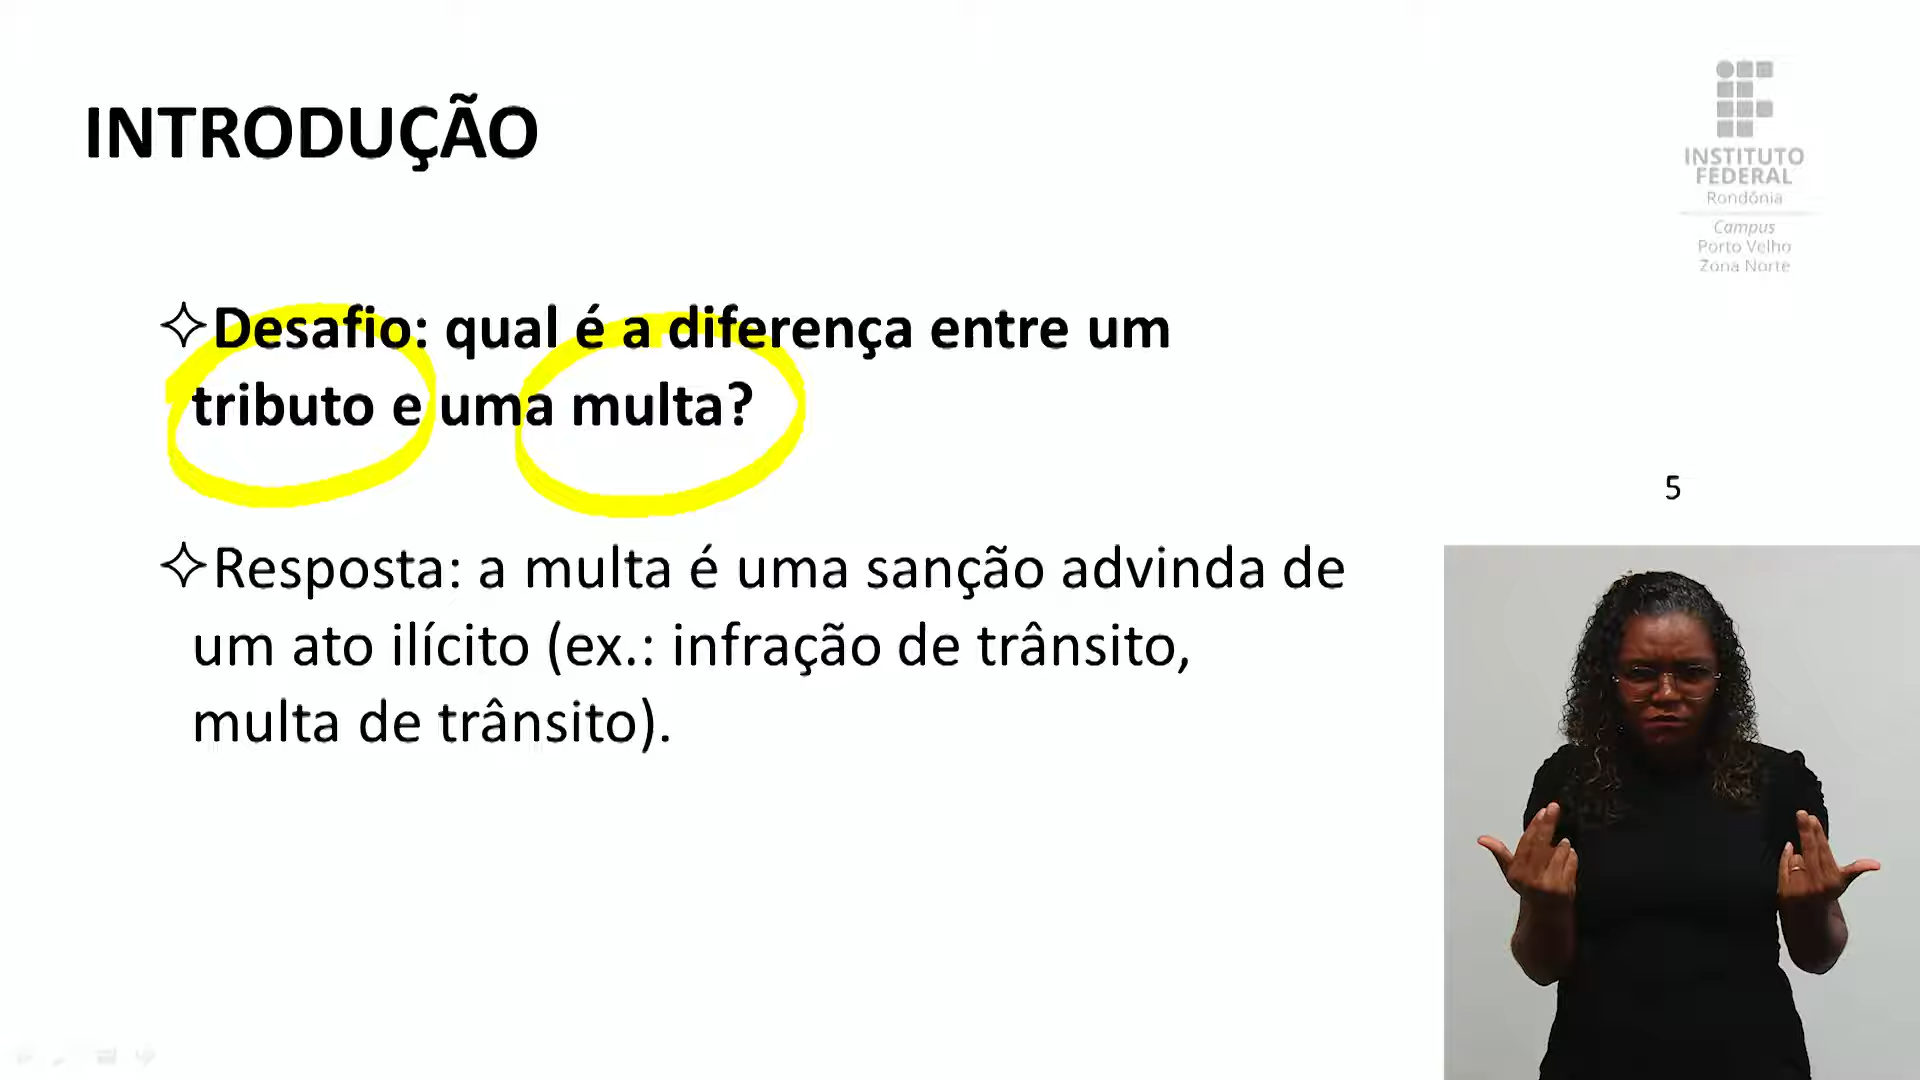 INTRODUÇÃO
INSTITUTO
FEDERAL
Rondônia
Campus
Porto Velho
Zona Norte
Desafio: qual é a diferença entre um
tributo e uma multa?
5
Resposta: a multa é uma sanção advinda de
um ato ilícito (ex.: infração de trânsito,
multa de trânsito).